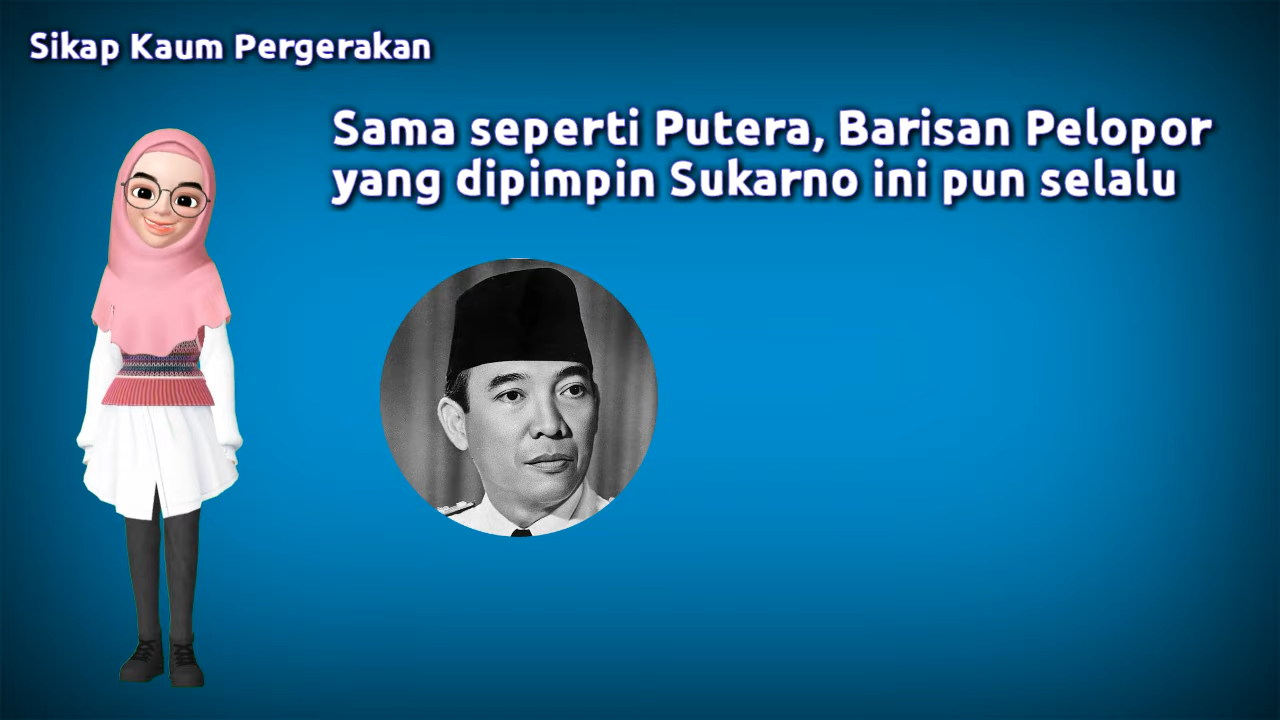 Sikap Kaum Pergerakan
Sama seperti Putera, Barisan Pelopor
yang dipimpin Sukarno ini pun selalu